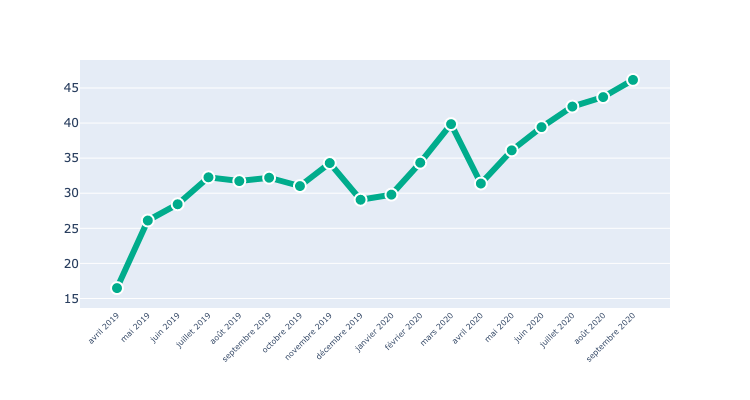 45
40
35
30
25
20
15
avril 2019
mai 2019
juin 2019
juillet 2019
août 2019
septembre 2019
octobre 2019
novembre 2019
décembre 2019
janvier 2020
février 2020
mars 2020
avril 2020
mai 2020
juin 2020
juillet 2020
août 2020
septembre 2020